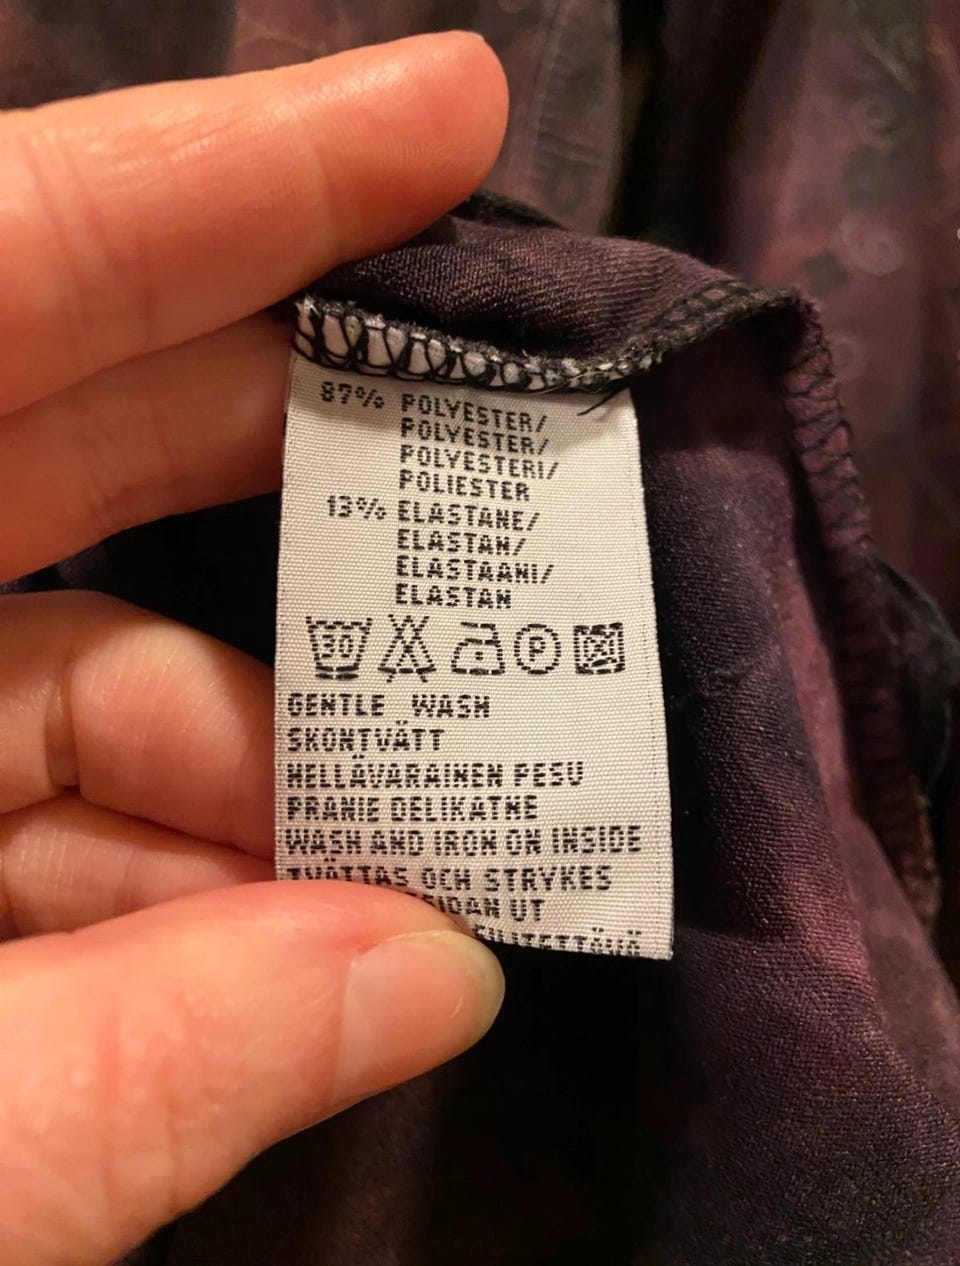 87% POLYESTER/
POLYESTER/
POLYESTERI/
POLIESTER
13% ELASTANE/
ELASTAN/
ELASTAANI/
ELASTAN
30 P
GENTLE WASH
SKONTVÄTT
HELLÄVARAINEN PESU
PRANIE DELIKATNE
WASH AND IRON ON INSIDE
TVÄTTAS OCH STRYKES
UT